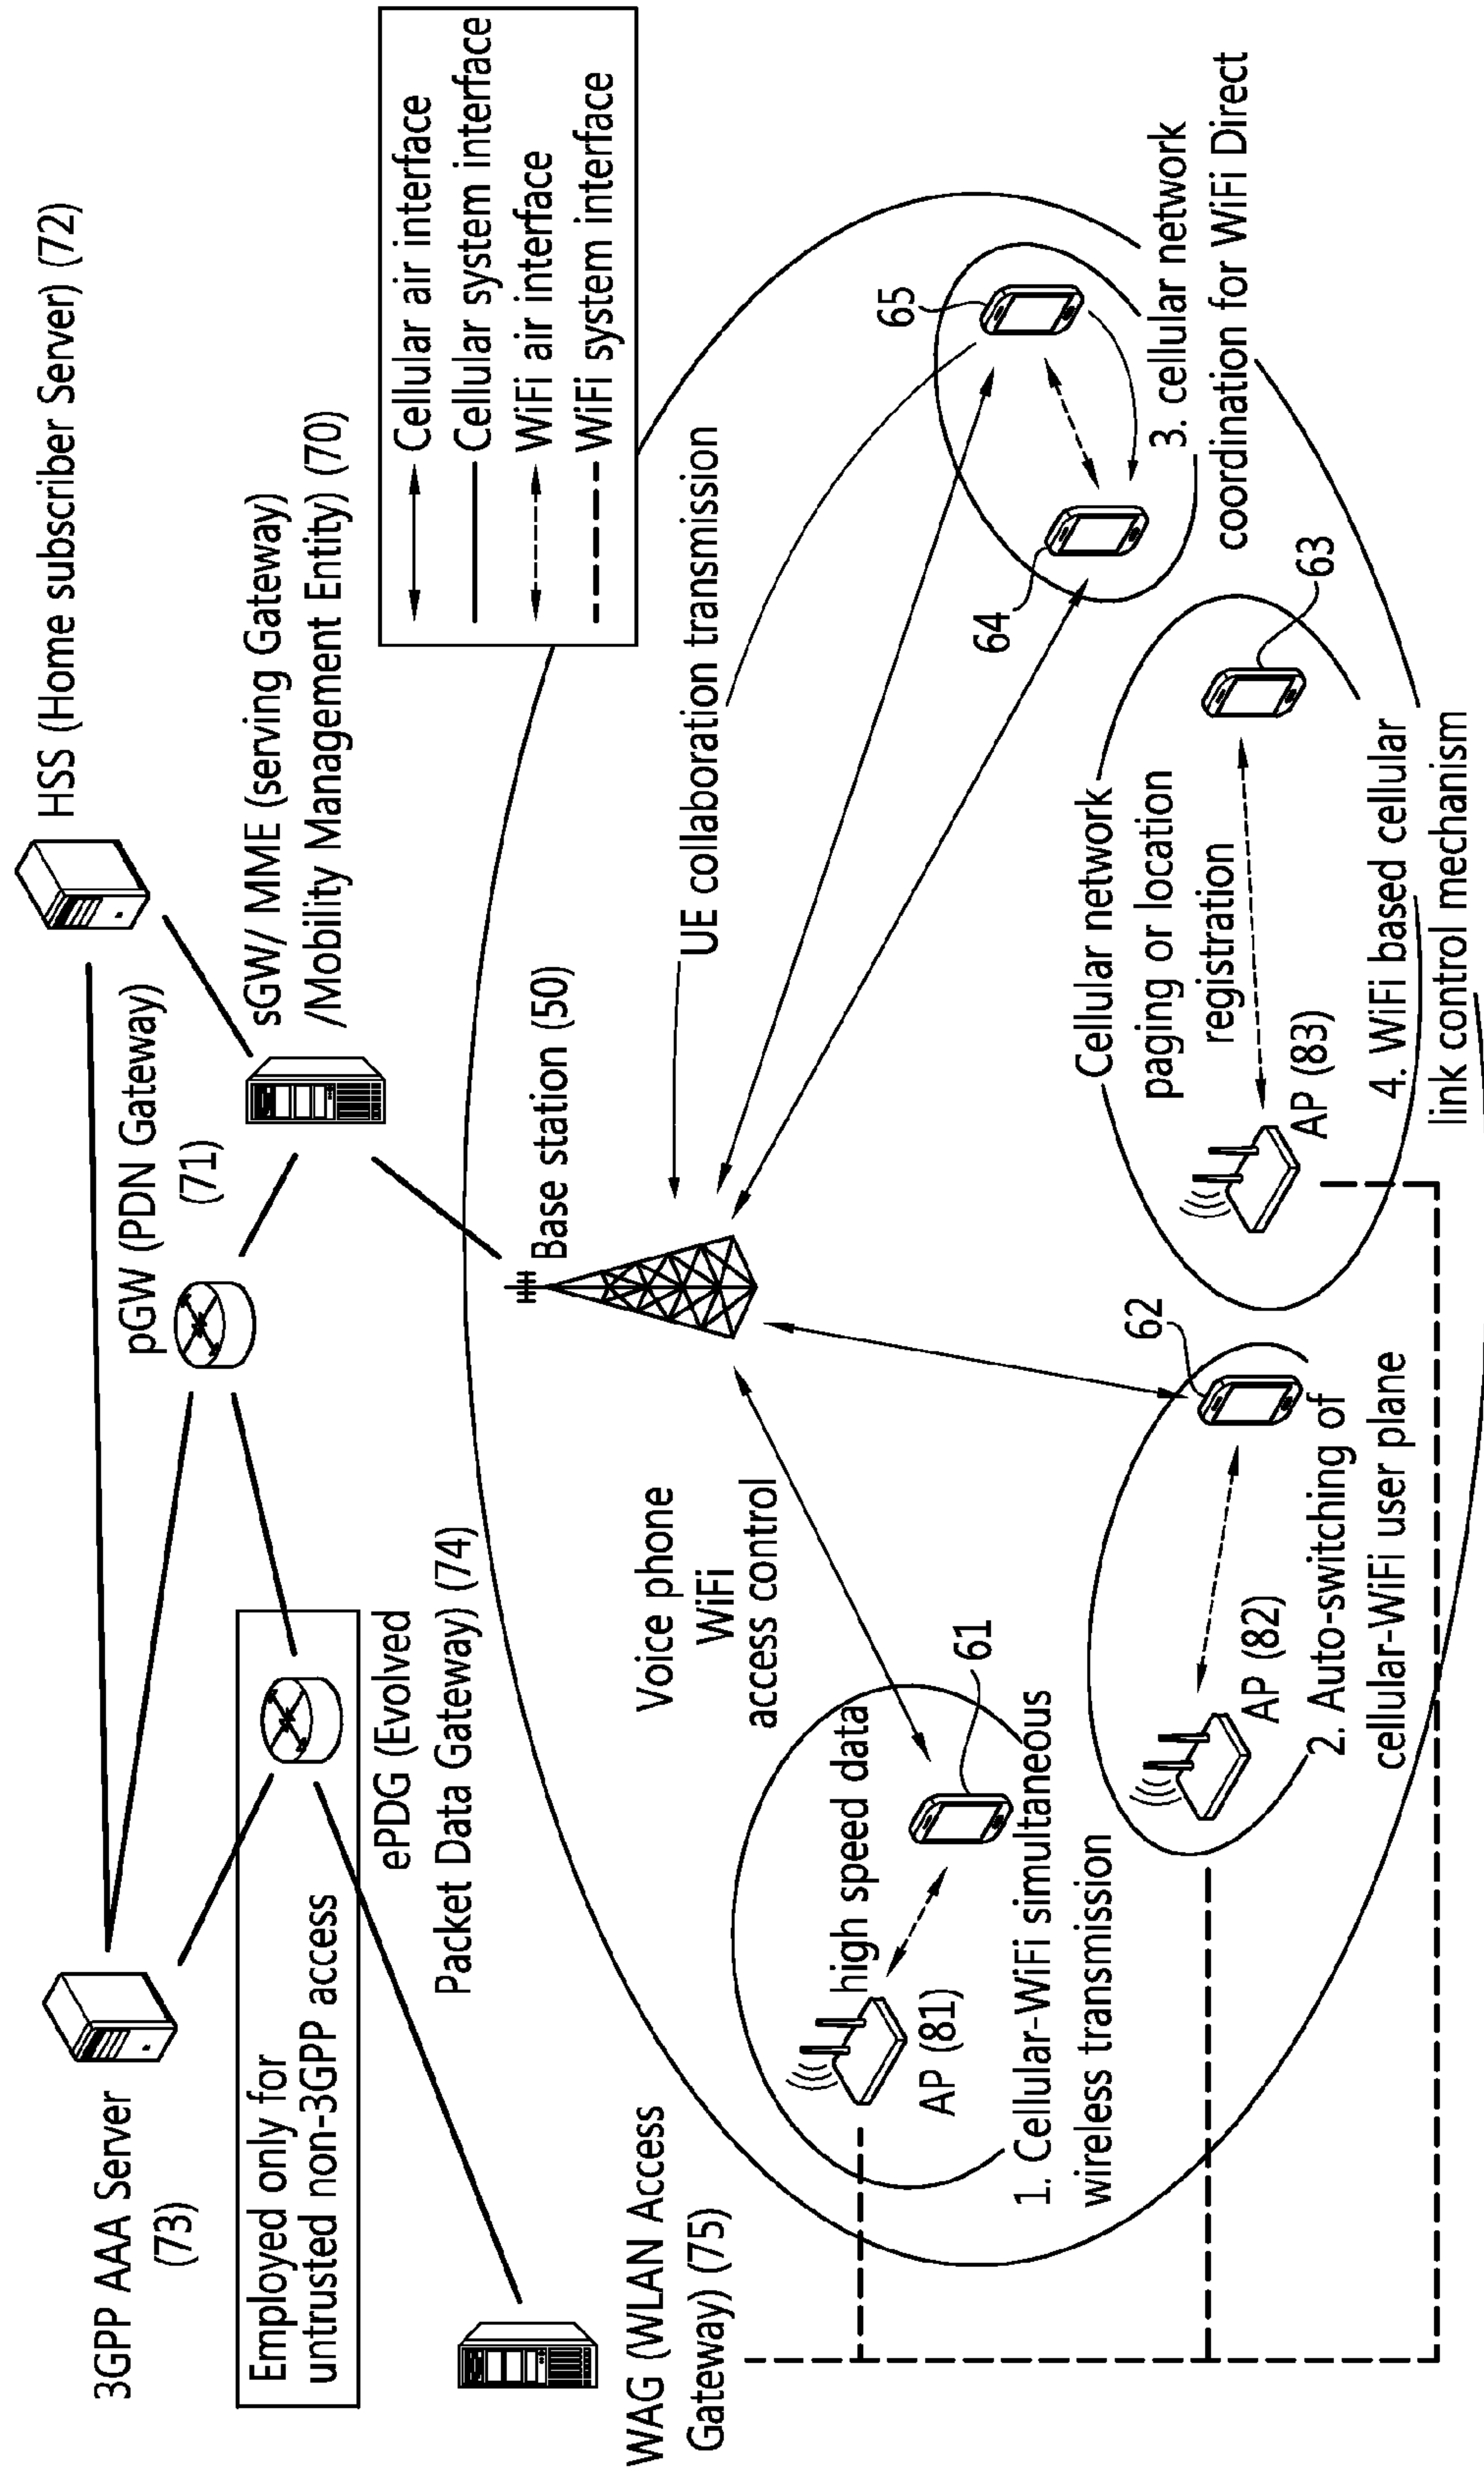 HSS (Home subscriber Server) (72)
3GPP AAA Server
(73)
pGW (PDN Gateway)
(71)
sGW/ MME (serving Gateway)
/Mobility Management Entity) (70)
Employed only for
untrusted non-3GPP access
ePDG (Evolved
Packet Data Gateway) (74)
Cellular air interface
Cellular system interface
WiFi air interface
WiFi system interface
WAG (WLAN Access
Gateway) (75)
Base station (50)
Voice phone
WiFi
access control
UE collaboration transmission
high speed data
61
AP (81)
1. Cellular-WiFi simultaneous
wireless transmission
62
AP (82)
2. Auto-switching of
cellular-WiFi user plane
65
64
3. cellular network
coordination for WiFi Direct
Cellular network
paging or location
registration
63
AP (83)
4. WiFi based cellular
link control mechanism